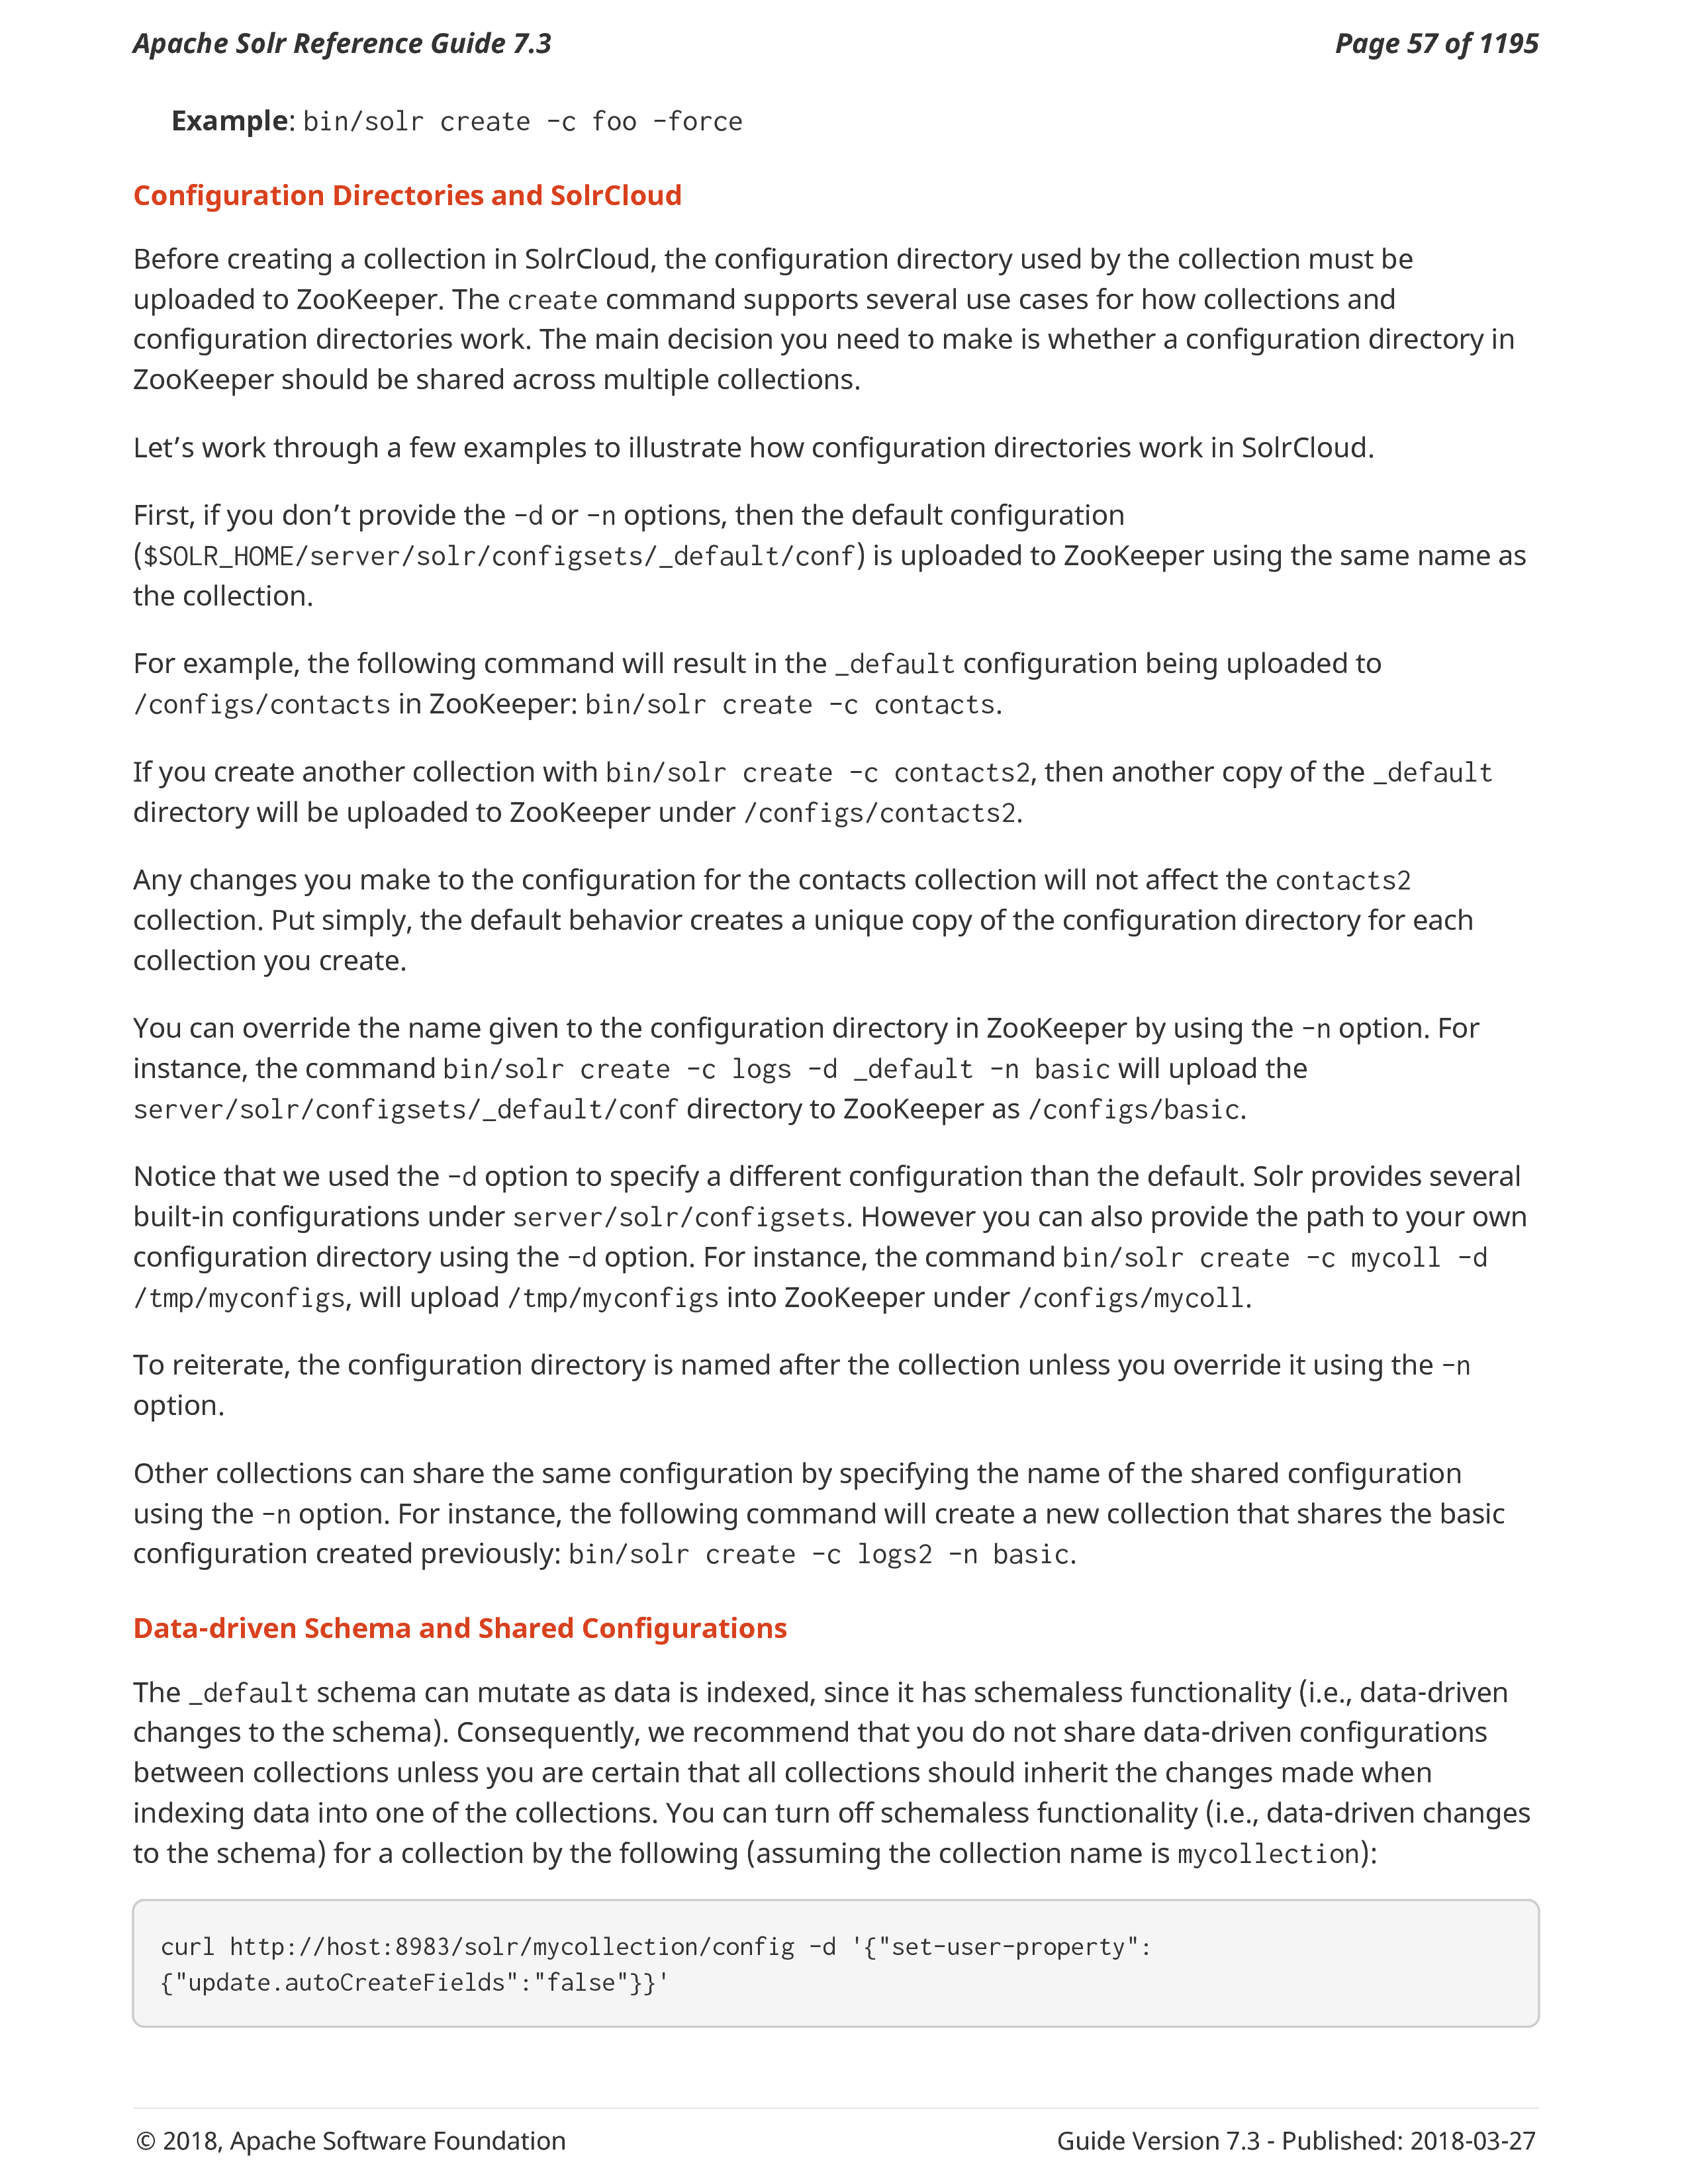 Apache Solr Reference Guide 7.3
Page 57 of 1195
Example: bin/solr create -c foo -force
Configuration Directories and SolrCloud
Before creating a collection in SolrCloud, the configuration directory used by the collection must be
uploaded to ZooKeeper. The create command supports several use cases for how collections and
configuration directories work. The main decision you need to make is whether a configuration directory in
ZooKeeper should be shared across multiple collections.
Let’s work through a few examples to illustrate how configuration directories work in SolrCloud.
First, if you don’t provide the -d or -n options, then the default configuration
($SOLR_HOME/server/solr/configsets/_default/conf) is uploaded to ZooKeeper using the same name as
the collection.
For example, the following command will result in the _default configuration being uploaded to
/configs/contacts in ZooKeeper: bin/solr create -c contacts.
If you create another collection with bin/solr create -c contacts2, then another copy of the _default
directory will be uploaded to ZooKeeper under /configs/contacts2.
Any changes you make to the configuration for the contacts collection will not affect the contacts2
collection. Put simply, the default behavior creates a unique copy of the configuration directory for each
collection you create.
You can override the name given to the configuration directory in ZooKeeper by using the -n option. For
instance, the command bin/solr create -c logs -d _default -n basic will upload the
server/solr/configsets/_default/conf directory to ZooKeeper as /configs/basic.
Notice that we used the -d option to specify a different configuration than the default. Solr provides several
built-in configurations under server/solr/configsets. However you can also provide the path to your own
configuration directory using the -d option. For instance, the command bin/solr create -c mycoll -d
/tmp/myconfigs, will upload /tmp/myconfigs into ZooKeeper under /configs/mycoll.
To reiterate, the configuration directory is named after the collection unless you override it using the -n
option.
Other collections can share the same configuration by specifying the name of the shared configuration
using the -n option. For instance, the following command will create a new collection that shares the basic
configuration created previously: bin/solr create -c logs2 -n basic.
Data-driven Schema and Shared Configurations
The _default schema can mutate as data is indexed, since it has schemaless functionality (i.e., data-driven
changes to the schema). Consequently, we recommend that you do not share data-driven configurations
between collections unless you are certain that all collections should inherit the changes made when
indexing data into one of the collections. You can turn off schemaless functionality (i.e., data-driven changes
to the schema) for a collection by the following (assuming the collection name is mycollection):
curl http://host:8983/solr/mycollection/config -d '{"set-user-property":
{"update.autoCreateFields":"false"}}'
© 2018, Apache Software Foundation
Guide Version 7.3 - Published: 2018-03-27